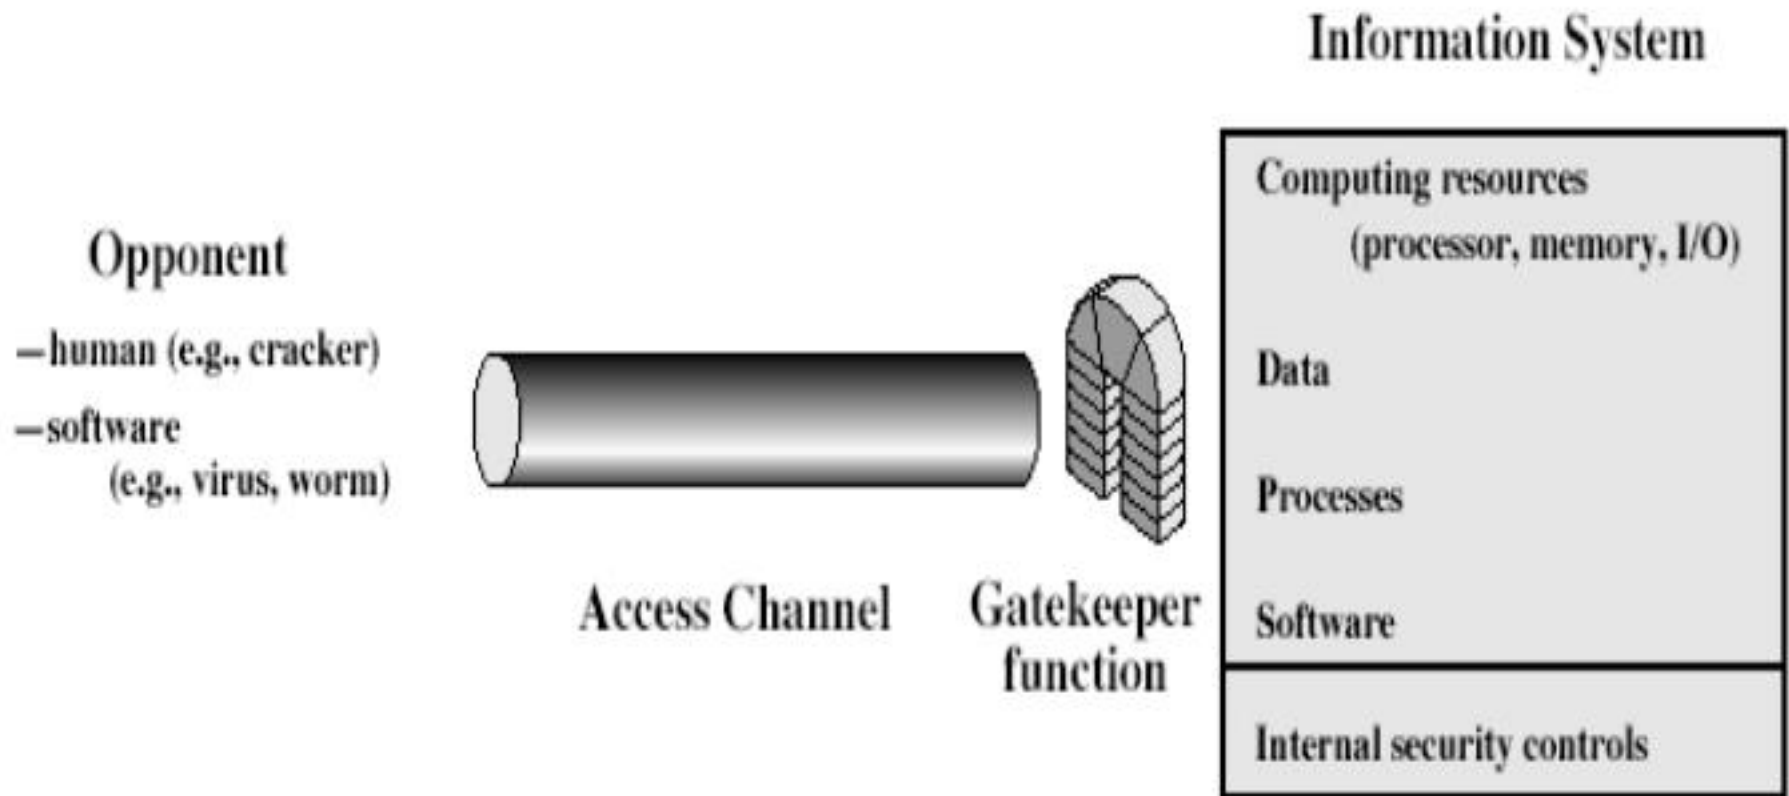 Information System
Opponent
–human (e.g., cracker)
–software
(e.g., virus, worm)
Access Channel
Gatekeeper
function
Computing resources
(processor, memory, I/O)
Data
Processes
Software
Internal security controls